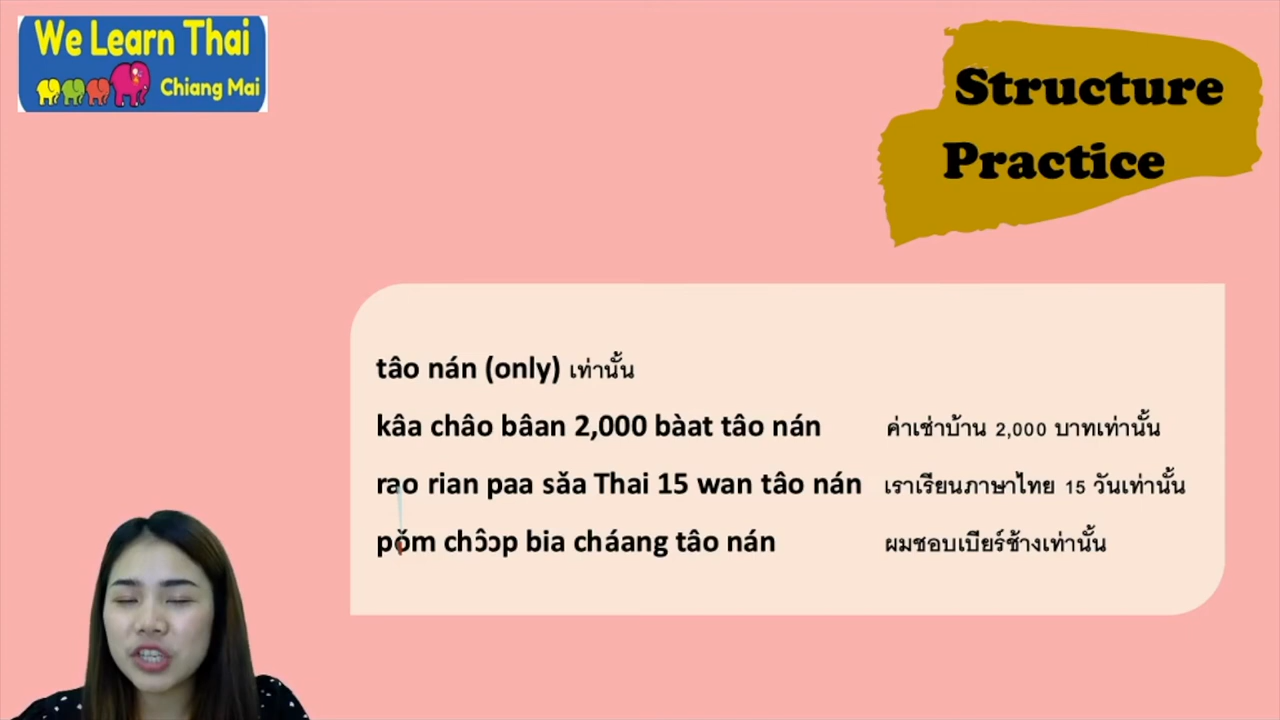 We Learn Thai
Chiang Mai
Structure
Practice
tâo nán (only) เท่านั้น
kâa châo bâan 2,000 bàat tâo nán ค่าเช่าบ้าน 2,000 บาทเท่านั้น
rao rian paa sǎa Thai 15 wan tâo nán เราเรียนภาษาไทย 15 วันเท่านั้น
pǒm chɔ̂ɔp bia cháang tâo nán ผมชอบเบียร์ช้างเท่านั้น